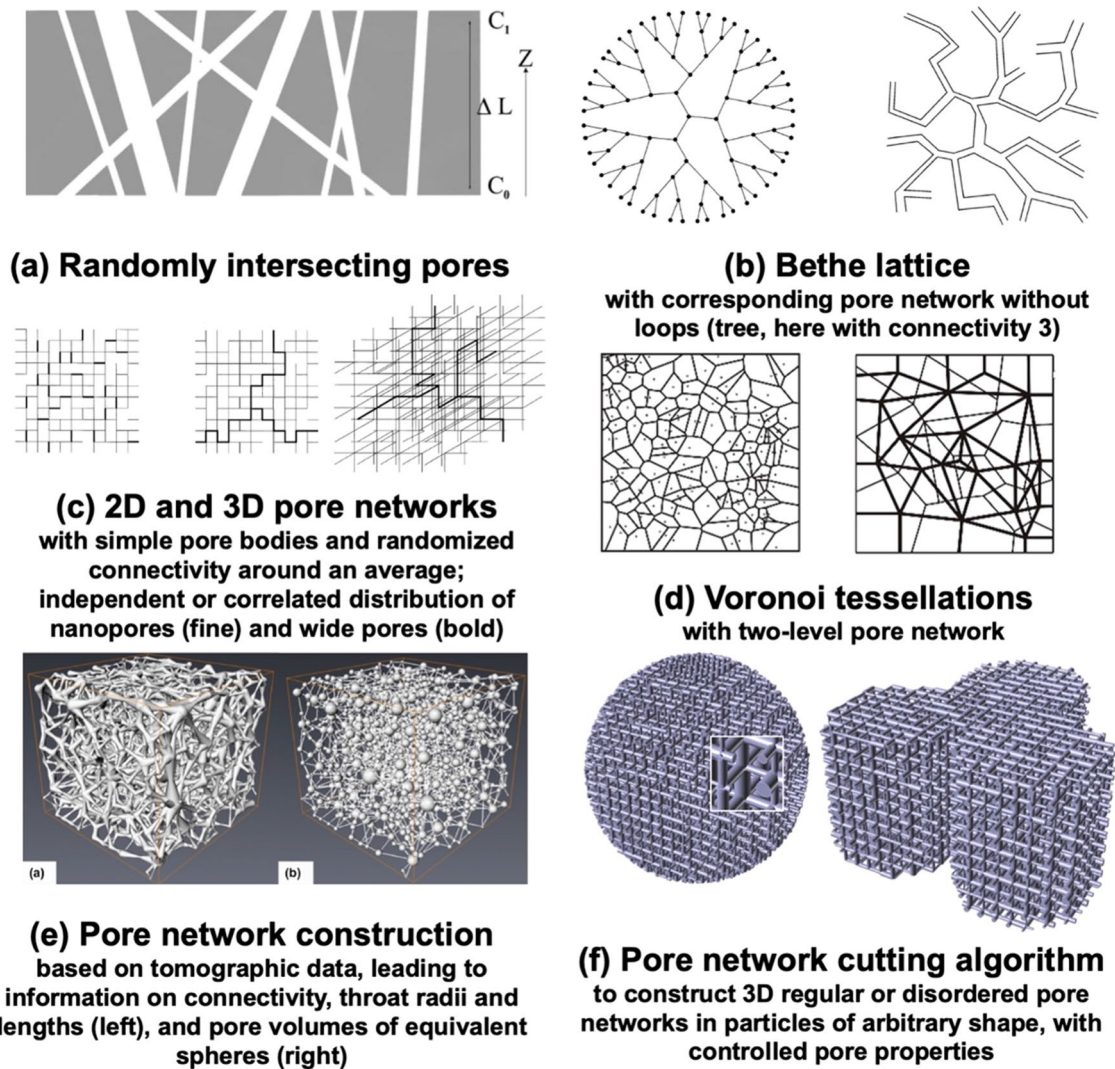 C₁
Z
Δ L
C₀
(a) Randomly intersecting pores
(b) Bethe lattice
with corresponding pore network without
loops (tree, here with connectivity 3)
(c) 2D and 3D pore networks
with simple pore bodies and randomized
connectivity around an average;
independent or correlated distribution of
nanopores (fine) and wide pores (bold)
(d) Voronoi tessellations
with two-level pore network
(a)
(b)
(e) Pore network construction
based on tomographic data, leading to
information on connectivity, throat radii and
lengths (left), and pore volumes of equivalent
spheres (right)
(f) Pore network cutting algorithm
to construct 3D regular or disordered pore
networks in particles of arbitrary shape, with
controlled pore properties